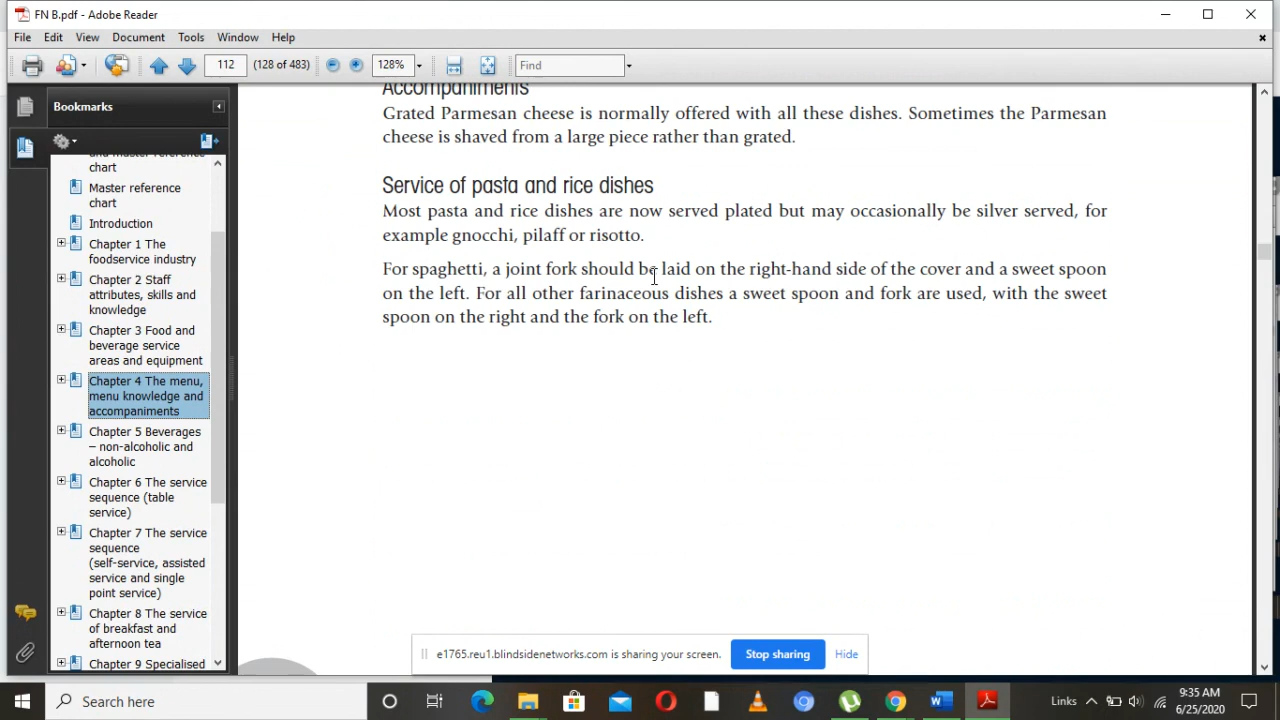 FN B.pdf - Adobe Reader
File Edit View Document Tools Window Help
112 (128 of 483) 128% Find
Bookmarks
and master reference
chart
Master reference
chart
Introduction
Chapter 1 The
foodservice industry
Chapter 2 Staff
attributes, skills and
knowledge
Chapter 3 Food and
beverage service
areas and equipment
Chapter 4 The menu,
menu knowledge and
accompaniments
Chapter 5 Beverages
– non-alcoholic and
alcoholic
Chapter 6 The service
sequence (table
service)
Chapter 7 The service
sequence
(self-service, assisted
service and single
point service)
Chapter 8 The service
of breakfast and
afternoon tea
Chapter 9 Specialised
Accompaniments
Grated Parmesan cheese is normally offered with all these dishes. Sometimes the Parmesan
cheese is shaved from a large piece rather than grated.
Service of pasta and rice dishes
Most pasta and rice dishes are now served plated but may occasionally be silver served, for
example gnocchi, pilaff or risotto.
For spaghetti, a joint fork should be laid on the right-hand side of the cover and a sweet spoon
on the left. For all other farinaceous dishes a sweet spoon and fork are used, with the sweet
spoon on the right and the fork on the left.
e1765.reu1.blindsidenetworks.com is sharing your screen. Stop sharing Hide
Search here
Links
9:35 AM
6/25/2020